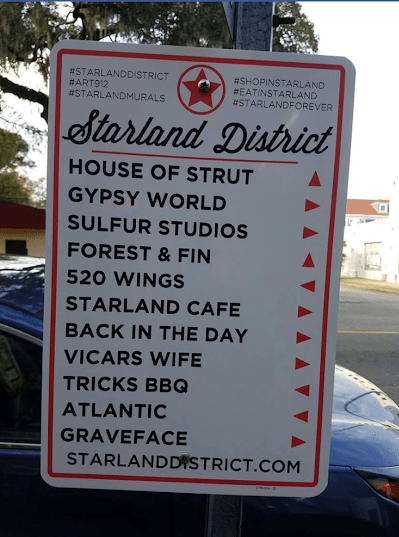 #STARLANDDISTRICT
#ART912
#STARLANDMURALS
#SHOPINSTARLAND
#EATINSTARLAND
#STARLANDFOREVER
Starland District
HOUSE OF STRUT
GYPSY WORLD
SULFUR STUDIOS
FOREST & FIN
520 WINGS
STARLAND CAFE
BACK IN THE DAY
VICARS WIFE
TRICKS BBQ
ATLANTIC
GRAVEFACE
STARLANDDISTRICT.COM